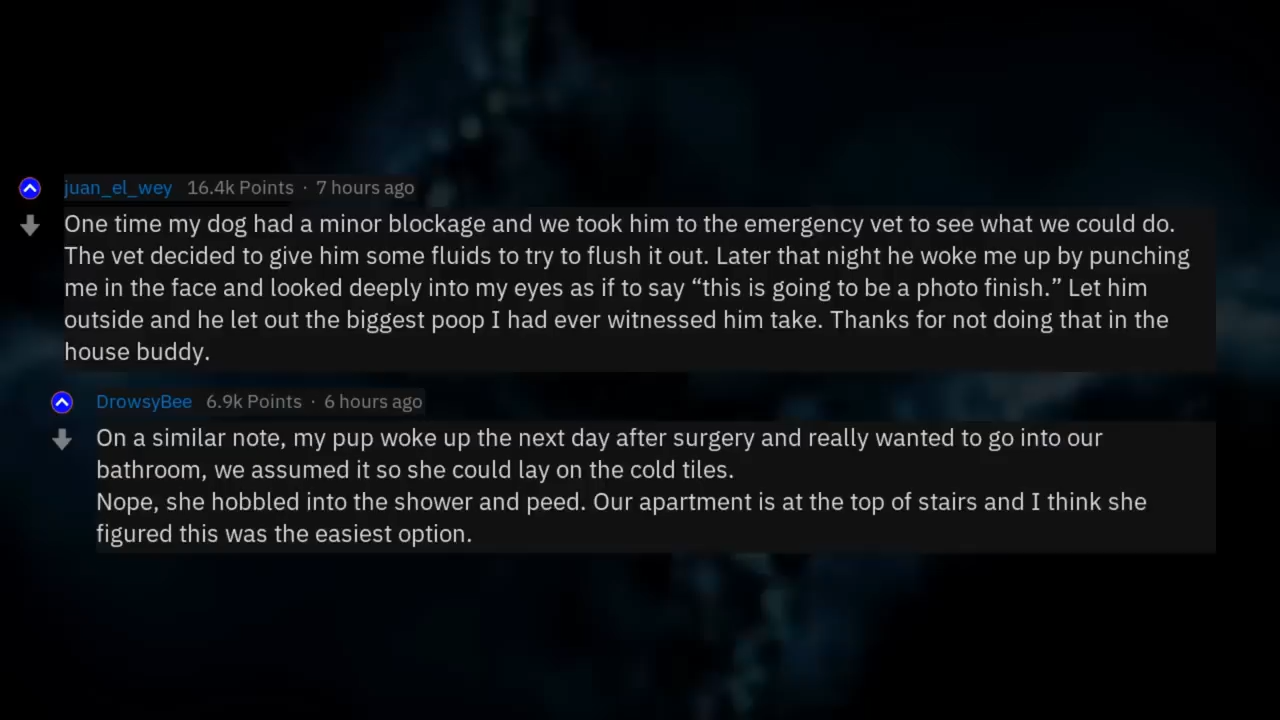 juan_el_wey 16.4k Points · 7 hours ago
One time my dog had a minor blockage and we took him to the emergency vet to see what we could do.
The vet decided to give him some fluids to try to flush it out. Later that night he woke me up by punching
me in the face and looked deeply into my eyes as if to say “this is going to be a photo finish.” Let him
outside and he let out the biggest poop I had ever witnessed him take. Thanks for not doing that in the
house buddy.
DrowsyBee 6.9k Points · 6 hours ago
On a similar note, my pup woke up the next day after surgery and really wanted to go into our
bathroom, we assumed it so she could lay on the cold tiles.
Nope, she hobbled into the shower and peed. Our apartment is at the top of stairs and I think she
figured this was the easiest option.